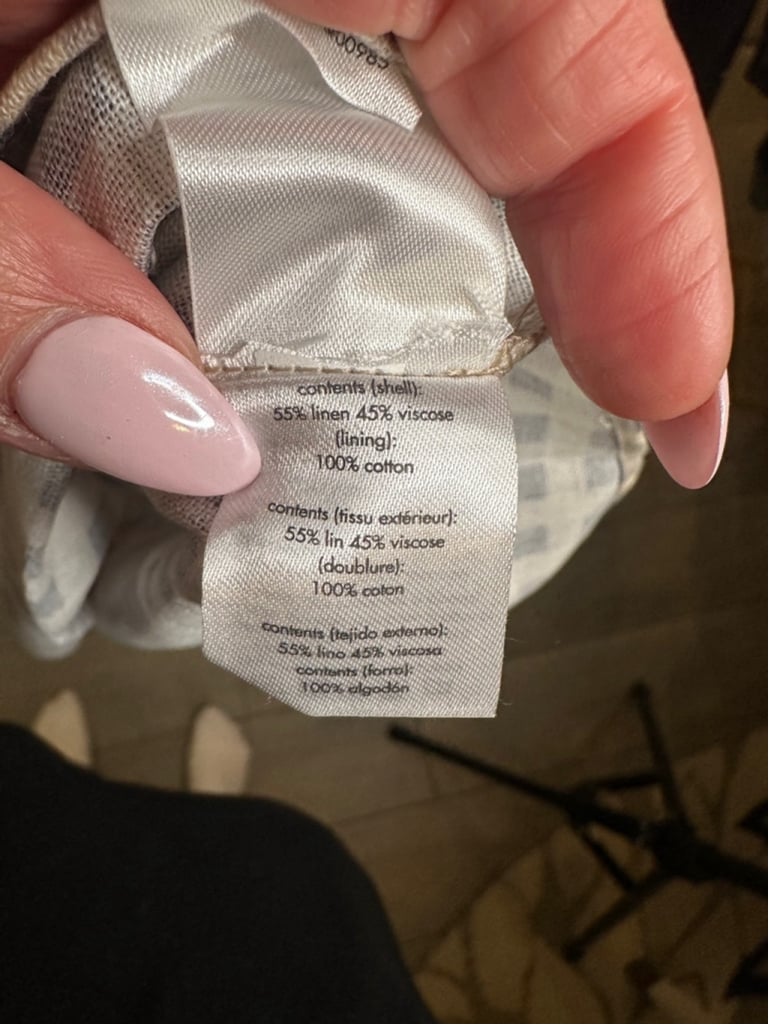 00985
contents (shell):
55% linen 45% viscose
(lining):
100% cotton
contents (tissu extérieur):
55% lin 45% viscose
(doublure):
100% coton
contents (tejido externo):
55% lino 45% viscosa
contents (forro):
100% algodón